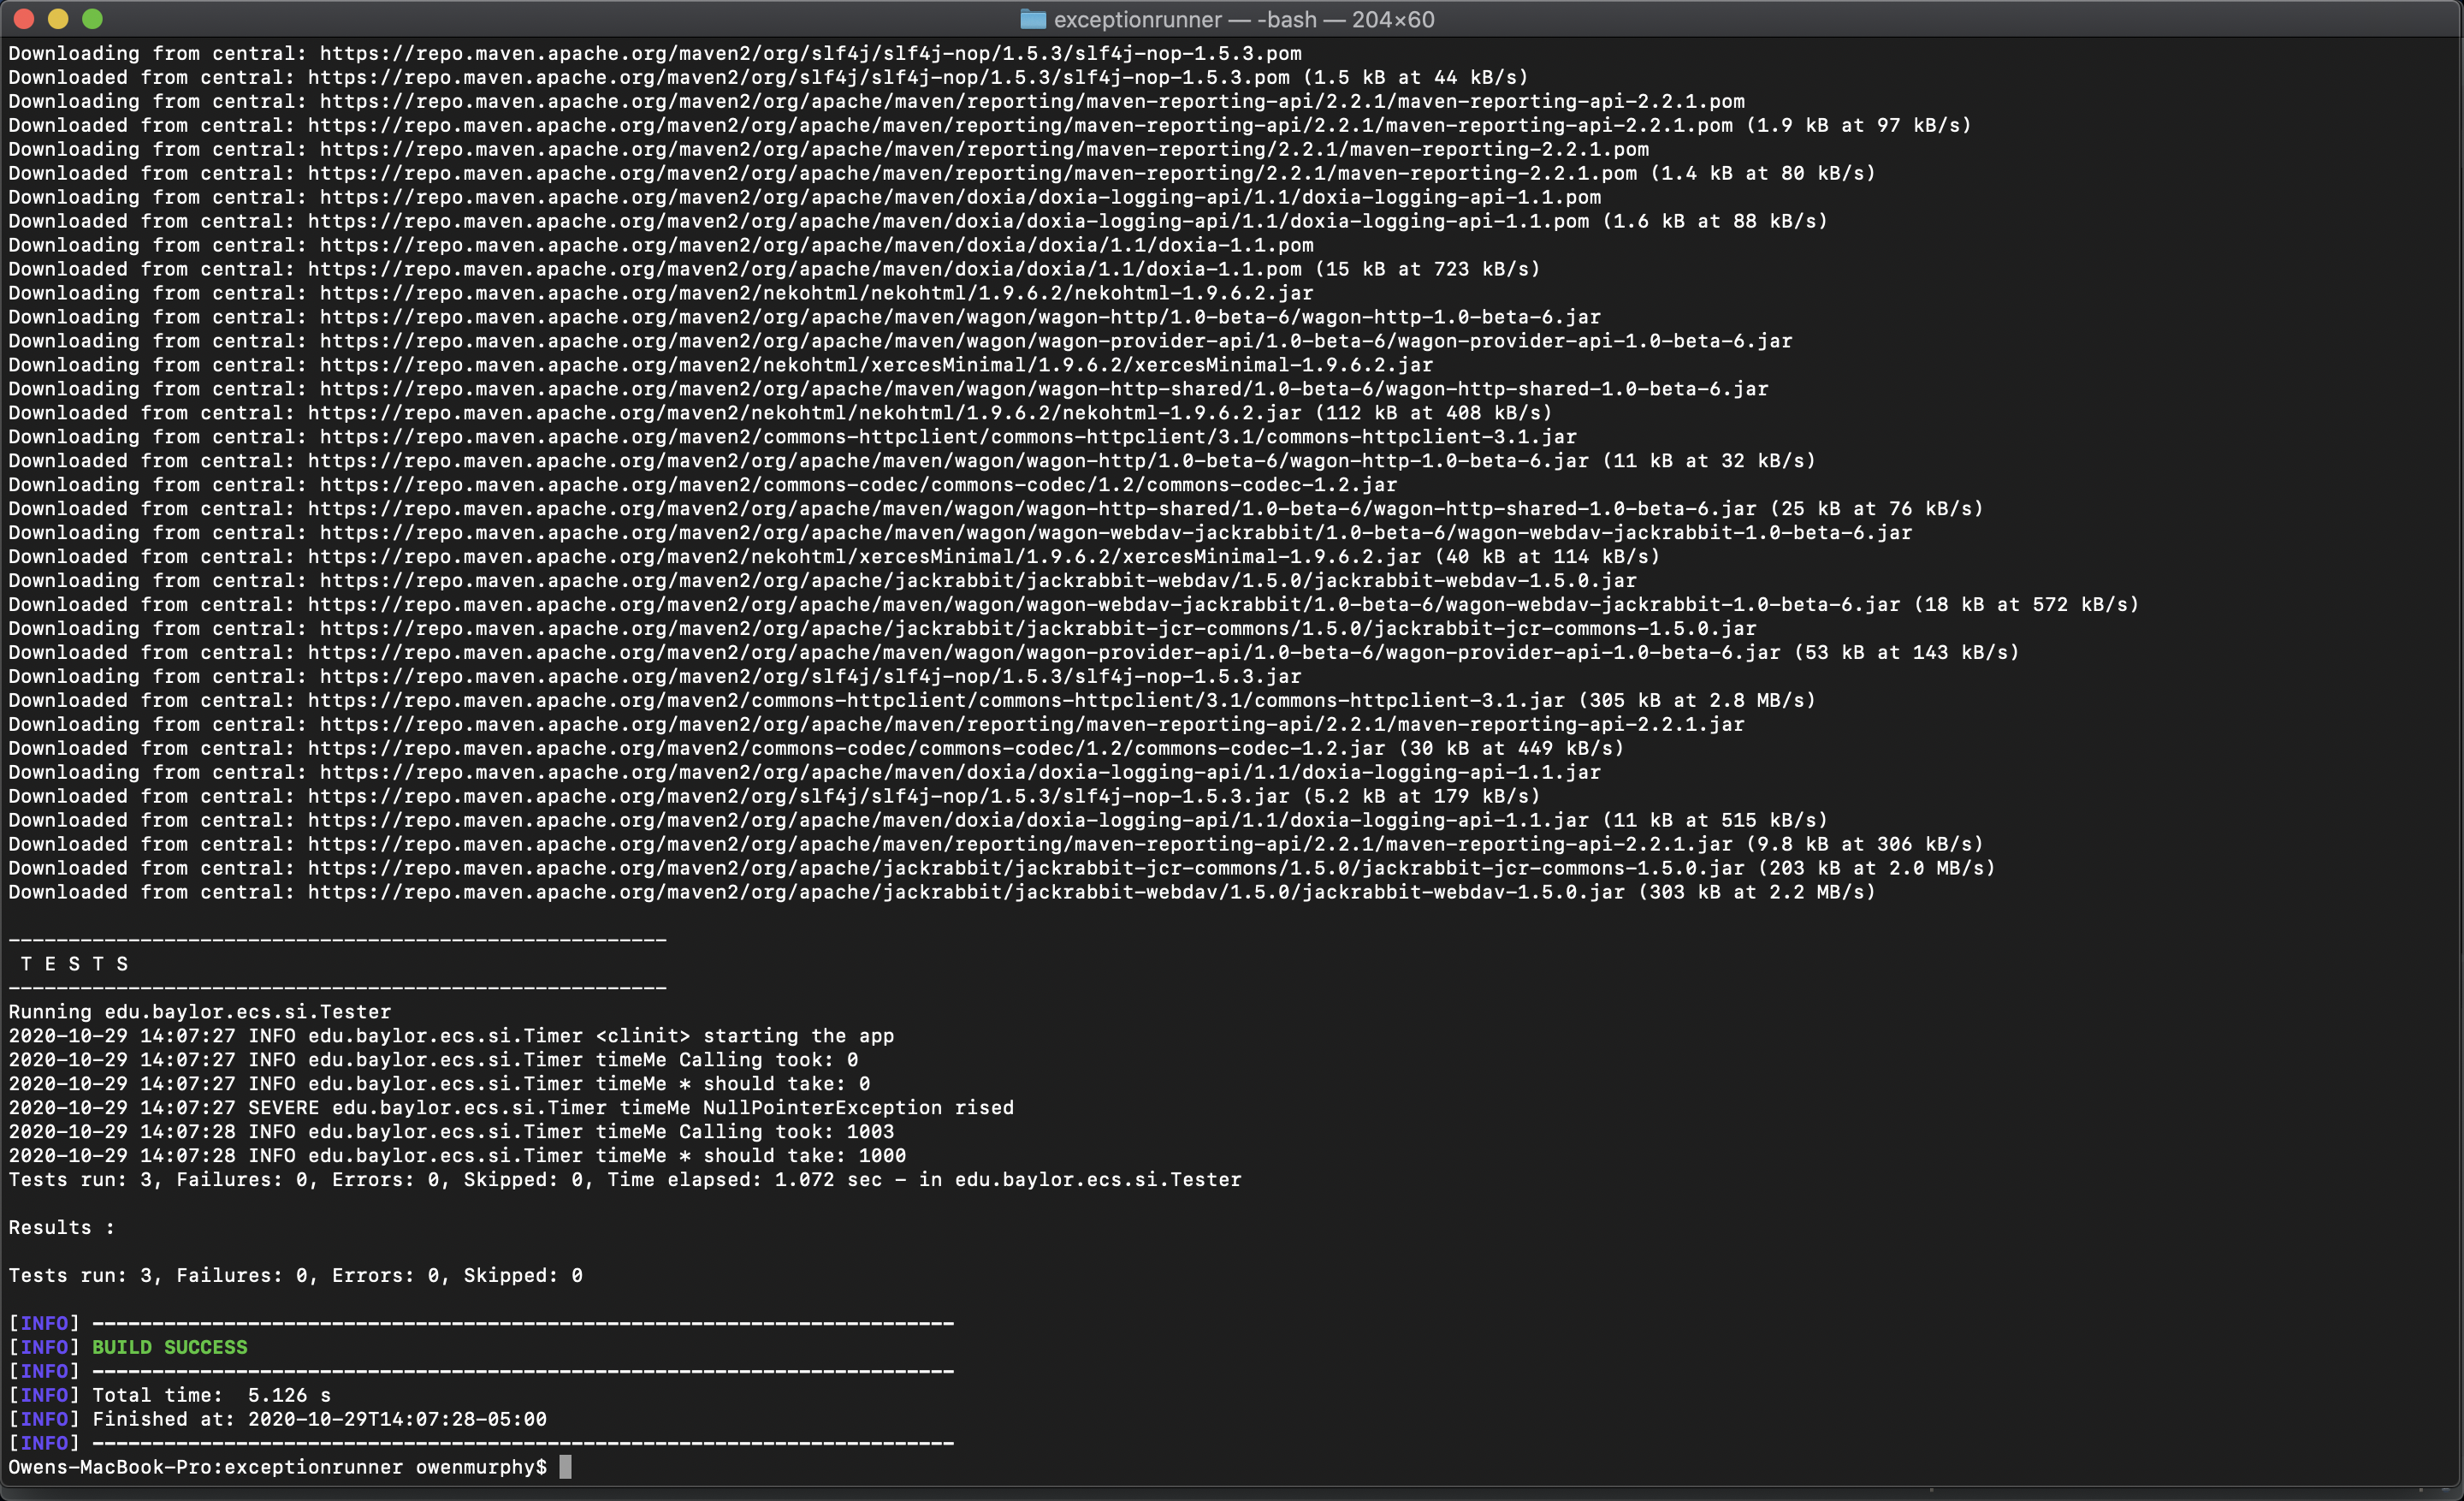 exceptionrunner — -bash — 204×60
Downloading from central: https://repo.maven.apache.org/maven2/org/slf4j/slf4j-nop/1.5.3/slf4j-nop-1.5.3.pom
Downloaded from central: https://repo.maven.apache.org/maven2/org/slf4j/slf4j-nop/1.5.3/slf4j-nop-1.5.3.pom (1.5 kB at 44 kB/s)
Downloading from central: https://repo.maven.apache.org/maven2/org/apache/maven/reporting/maven-reporting-api/2.2.1/maven-reporting-api-2.2.1.pom
Downloaded from central: https://repo.maven.apache.org/maven2/org/apache/maven/reporting/maven-reporting-api/2.2.1/maven-reporting-api-2.2.1.pom (1.9 kB at 97 kB/s)
Downloading from central: https://repo.maven.apache.org/maven2/org/apache/maven/reporting/maven-reporting/2.2.1/maven-reporting-2.2.1.pom
Downloaded from central: https://repo.maven.apache.org/maven2/org/apache/maven/reporting/maven-reporting/2.2.1/maven-reporting-2.2.1.pom (1.4 kB at 80 kB/s)
Downloading from central: https://repo.maven.apache.org/maven2/org/apache/maven/doxia/doxia-logging-api/1.1/doxia-logging-api-1.1.pom
Downloaded from central: https://repo.maven.apache.org/maven2/org/apache/maven/doxia/doxia-logging-api/1.1/doxia-logging-api-1.1.pom (1.6 kB at 88 kB/s)
Downloading from central: https://repo.maven.apache.org/maven2/org/apache/maven/doxia/doxia/1.1/doxia-1.1.pom
Downloaded from central: https://repo.maven.apache.org/maven2/org/apache/maven/doxia/doxia/1.1/doxia-1.1.pom (15 kB at 723 kB/s)
Downloading from central: https://repo.maven.apache.org/maven2/nekohtml/nekohtml/1.9.6.2/nekohtml-1.9.6.2.jar
Downloading from central: https://repo.maven.apache.org/maven2/org/apache/maven/wagon/wagon-http/1.0-beta-6/wagon-http-1.0-beta-6.jar
Downloading from central: https://repo.maven.apache.org/maven2/org/apache/maven/wagon/wagon-provider-api/1.0-beta-6/wagon-provider-api-1.0-beta-6.jar
Downloading from central: https://repo.maven.apache.org/maven2/nekohtml/xercesMinimal/1.9.6.2/xercesMinimal-1.9.6.2.jar
Downloading from central: https://repo.maven.apache.org/maven2/org/apache/maven/wagon/wagon-http-shared/1.0-beta-6/wagon-http-shared-1.0-beta-6.jar
Downloaded from central: https://repo.maven.apache.org/maven2/nekohtml/nekohtml/1.9.6.2/nekohtml-1.9.6.2.jar (112 kB at 408 kB/s)
Downloading from central: https://repo.maven.apache.org/maven2/commons-httpclient/commons-httpclient/3.1/commons-httpclient-3.1.jar
Downloaded from central: https://repo.maven.apache.org/maven2/org/apache/maven/wagon/wagon-http/1.0-beta-6/wagon-http-1.0-beta-6.jar (11 kB at 32 kB/s)
Downloading from central: https://repo.maven.apache.org/maven2/commons-codec/commons-codec/1.2/commons-codec-1.2.jar
Downloaded from central: https://repo.maven.apache.org/maven2/org/apache/maven/wagon/wagon-http-shared/1.0-beta-6/wagon-http-shared-1.0-beta-6.jar (25 kB at 76 kB/s)
Downloading from central: https://repo.maven.apache.org/maven2/org/apache/maven/wagon/wagon-webdav-jackrabbit/1.0-beta-6/wagon-webdav-jackrabbit-1.0-beta-6.jar
Downloaded from central: https://repo.maven.apache.org/maven2/nekohtml/xercesMinimal/1.9.6.2/xercesMinimal-1.9.6.2.jar (40 kB at 114 kB/s)
Downloading from central: https://repo.maven.apache.org/maven2/org/apache/jackrabbit/jackrabbit-webdav/1.5.0/jackrabbit-webdav-1.5.0.jar
Downloaded from central: https://repo.maven.apache.org/maven2/org/apache/maven/wagon/wagon-webdav-jackrabbit/1.0-beta-6/wagon-webdav-jackrabbit-1.0-beta-6.jar (18 kB at 572 kB/s)
Downloading from central: https://repo.maven.apache.org/maven2/org/apache/jackrabbit/jackrabbit-jcr-commons/1.5.0/jackrabbit-jcr-commons-1.5.0.jar
Downloaded from central: https://repo.maven.apache.org/maven2/org/apache/maven/wagon/wagon-provider-api/1.0-beta-6/wagon-provider-api-1.0-beta-6.jar (53 kB at 143 kB/s)
Downloading from central: https://repo.maven.apache.org/maven2/org/slf4j/slf4j-nop/1.5.3/slf4j-nop-1.5.3.jar
Downloaded from central: https://repo.maven.apache.org/maven2/commons-httpclient/commons-httpclient/3.1/commons-httpclient-3.1.jar (305 kB at 2.8 MB/s)
Downloading from central: https://repo.maven.apache.org/maven2/org/apache/maven/reporting/maven-reporting-api/2.2.1/maven-reporting-api-2.2.1.jar
Downloaded from central: https://repo.maven.apache.org/maven2/commons-codec/commons-codec/1.2/commons-codec-1.2.jar (30 kB at 449 kB/s)
Downloading from central: https://repo.maven.apache.org/maven2/org/apache/maven/doxia/doxia-logging-api/1.1/doxia-logging-api-1.1.jar
Downloaded from central: https://repo.maven.apache.org/maven2/org/slf4j/slf4j-nop/1.5.3/slf4j-nop-1.5.3.jar (5.2 kB at 179 kB/s)
Downloaded from central: https://repo.maven.apache.org/maven2/org/apache/maven/doxia/doxia-logging-api/1.1/doxia-logging-api-1.1.jar (11 kB at 515 kB/s)
Downloaded from central: https://repo.maven.apache.org/maven2/org/apache/maven/reporting/maven-reporting-api/2.2.1/maven-reporting-api-2.2.1.jar (9.8 kB at 306 kB/s)
Downloaded from central: https://repo.maven.apache.org/maven2/org/apache/jackrabbit/jackrabbit-jcr-commons/1.5.0/jackrabbit-jcr-commons-1.5.0.jar (203 kB at 2.0 MB/s)
Downloaded from central: https://repo.maven.apache.org/maven2/org/apache/jackrabbit/jackrabbit-webdav/1.5.0/jackrabbit-webdav-1.5.0.jar (303 kB at 2.2 MB/s)
-------------------------------------------------------
T E S T S
-------------------------------------------------------
Running edu.baylor.ecs.si.Tester
2020-10-29 14:07:27 INFO edu.baylor.ecs.si.Timer <clinit> starting the app
2020-10-29 14:07:27 INFO edu.baylor.ecs.si.Timer timeMe Calling took: 0
2020-10-29 14:07:27 INFO edu.baylor.ecs.si.Timer timeMe * should take: 0
2020-10-29 14:07:27 SEVERE edu.baylor.ecs.si.Timer timeMe NullPointerException rised
2020-10-29 14:07:28 INFO edu.baylor.ecs.si.Timer timeMe Calling took: 1003
2020-10-29 14:07:28 INFO edu.baylor.ecs.si.Timer timeMe * should take: 1000
Tests run: 3, Failures: 0, Errors: 0, Skipped: 0, Time elapsed: 1.072 sec - in edu.baylor.ecs.si.Tester
Results :
Tests run: 3, Failures: 0, Errors: 0, Skipped: 0
[INFO] ------------------------------------------------------------------------
[INFO] BUILD SUCCESS
[INFO] ------------------------------------------------------------------------
[INFO] Total time:  5.126 s
[INFO] Finished at: 2020-10-29T14:07:28-05:00
[INFO] ------------------------------------------------------------------------
Owens-MacBook-Pro:exceptionrunner owenmurphy$